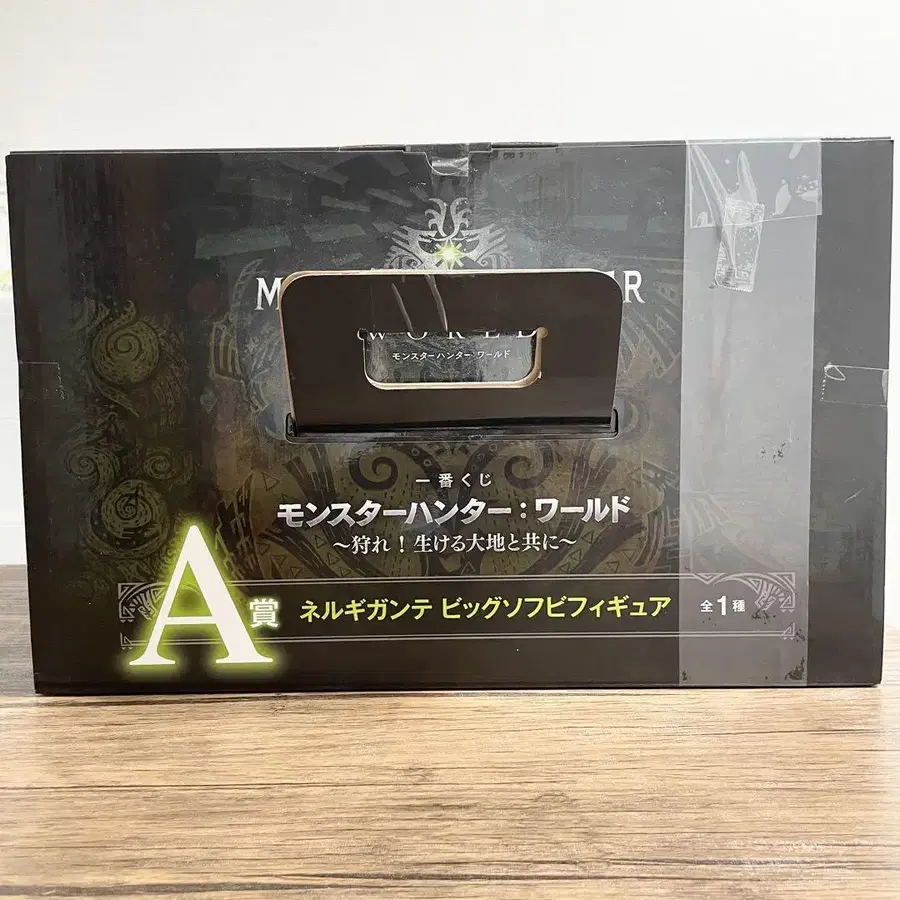 モンスターハンター:ワールド
一番くじ
モンスターハンター:ワールド
～狩れ!生ける大地と共に～
A賞 ネルギガンテ ビッグソフビフィギュア 全1種